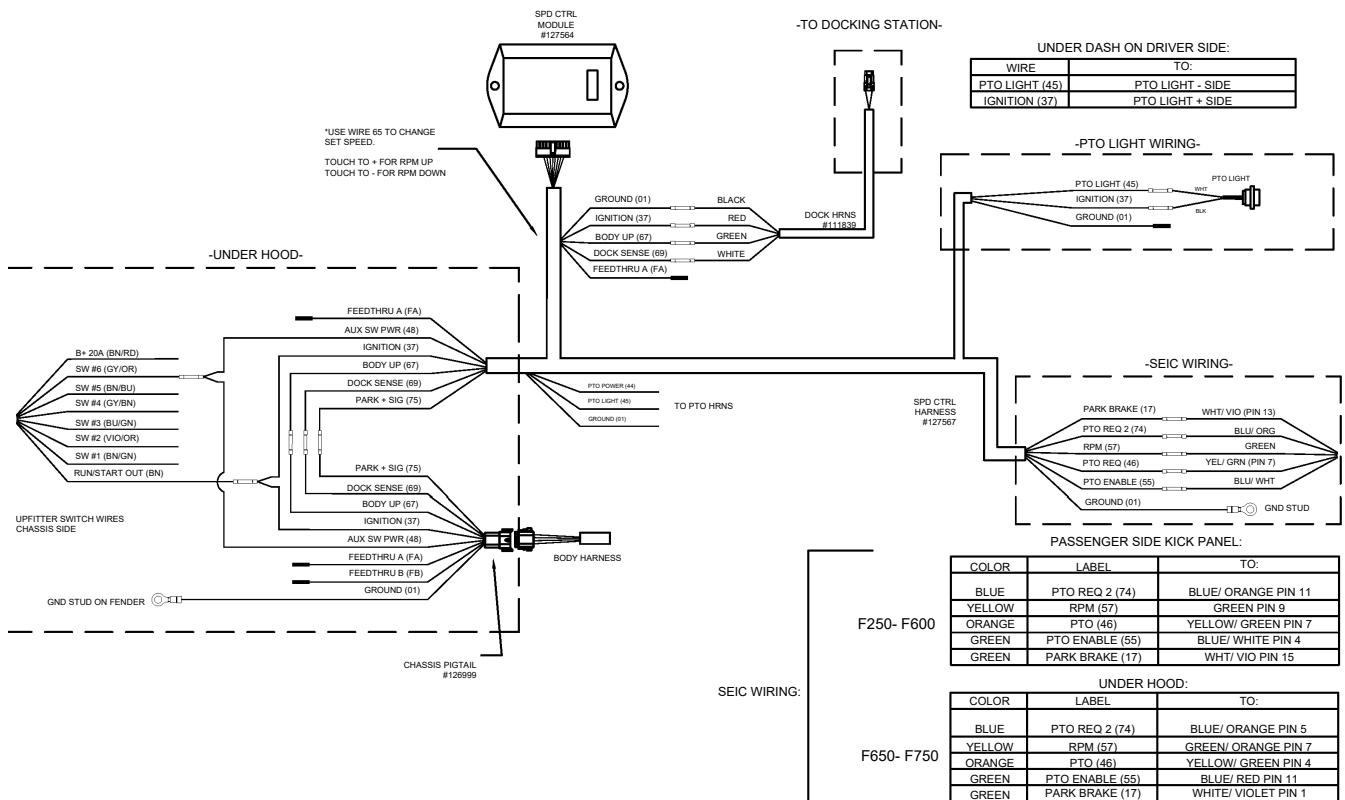 SPD CTRL
MODULE
#127564
-TO DOCKING STATION-
UNDER DASH ON DRIVER SIDE:
WIRE TO:
PTO LIGHT (45) PTO LIGHT - SIDE
IGNITION (37) PTO LIGHT + SIDE
*USE WIRE 65 TO CHANGE
SET SPEED.
TOUCH TO + FOR RPM UP
TOUCH TO - FOR RPM DOWN
-PTO LIGHT WIRING-
PTO LIGHT (45) WHT PTO LIGHT
IGNITION (37) BLK
GROUND (01)
GROUND (01) BLACK
IGNITION (37) RED
BODY UP (67) GREEN
DOCK SENSE (69) WHITE
FEEDTHRU A (FA)
DOCK HRNS
#111839
-UNDER HOOD-
FEEDTHRU A (FA)
AUX SW PWR (48)
IGNITION (37)
BODY UP (67)
DOCK SENSE (69)
PARK + SIG (75)
B+ 20A (BN/RD)
SW #6 (GY/OR)
SW #5 (BN/BU)
SW #4 (GY/BN)
SW #3 (BU/GN)
SW #2 (VIO/OR)
SW #1 (BN/GN)
RUN/START OUT (BN)
UPFITTER SWITCH WIRES
CHASSIS SIDE
PTO POWER (44)
PTO LIGHT (45)
GROUND (01)
TO PTO HRNS
SPD CTRL
HARNESS
#127567
PARK + SIG (75)
DOCK SENSE (69)
BODY UP (67)
IGNITION (37)
AUX SW PWR (48)
FEEDTHRU A (FA)
FEEDTHRU B (FB)
GROUND (01)
GND STUD ON FENDER
BODY HARNESS
CHASSIS PIGTAIL
#126999
-SEIC WIRING-
PARK BRAKE (17) WHT/ VIO (PIN 13)
PTO REQ 2 (74) BLU/ ORG
RPM (57) GREEN
PTO REQ (46) YEL/ GRN (PIN 7)
PTO ENABLE (55) BLU/ WHT
GROUND (01) GND STUD
SEIC WIRING:
F250- F600
PASSENGER SIDE KICK PANEL:
COLOR LABEL TO:
BLUE PTO REQ 2 (74) BLUE/ ORANGE PIN 11
YELLOW RPM (57) GREEN PIN 9
ORANGE PTO (46) YELLOW/ GREEN PIN 7
GREEN PTO ENABLE (55) BLUE/ WHITE PIN 4
GREEN PARK BRAKE (17) WHT/ VIO PIN 15
F650- F750
UNDER HOOD:
COLOR LABEL TO:
BLUE PTO REQ 2 (74) BLUE/ ORANGE PIN 5
YELLOW RPM (57) GREEN/ ORANGE PIN 7
ORANGE PTO (46) YELLOW/ GREEN PIN 4
GREEN PTO ENABLE (55) BLUE/ RED PIN 11
GREEN PARK BRAKE (17) WHITE/ VIOLET PIN 1